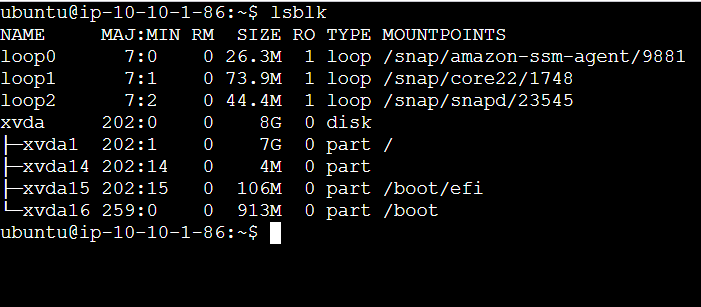 ubuntu@ip-10-10-1-86:~$ lsblk
NAME     MAJ:MIN RM  SIZE RO TYPE MOUNTPOINTS
loop0      7:0    0 26.3M  1 loop /snap/amazon-ssm-agent/9881
loop1      7:1    0 73.9M  1 loop /snap/core22/1748
loop2      7:2    0 44.4M  1 loop /snap/snapd/23545
xvda     202:0    0    8G  0 disk
├─xvda1  202:1    0    7G  0 part /
├─xvda14 202:14   0    4M  0 part
├─xvda15 202:15   0  106M  0 part /boot/efi
└─xvda16 259:0    0  913M  0 part /boot
ubuntu@ip-10-10-1-86:~$